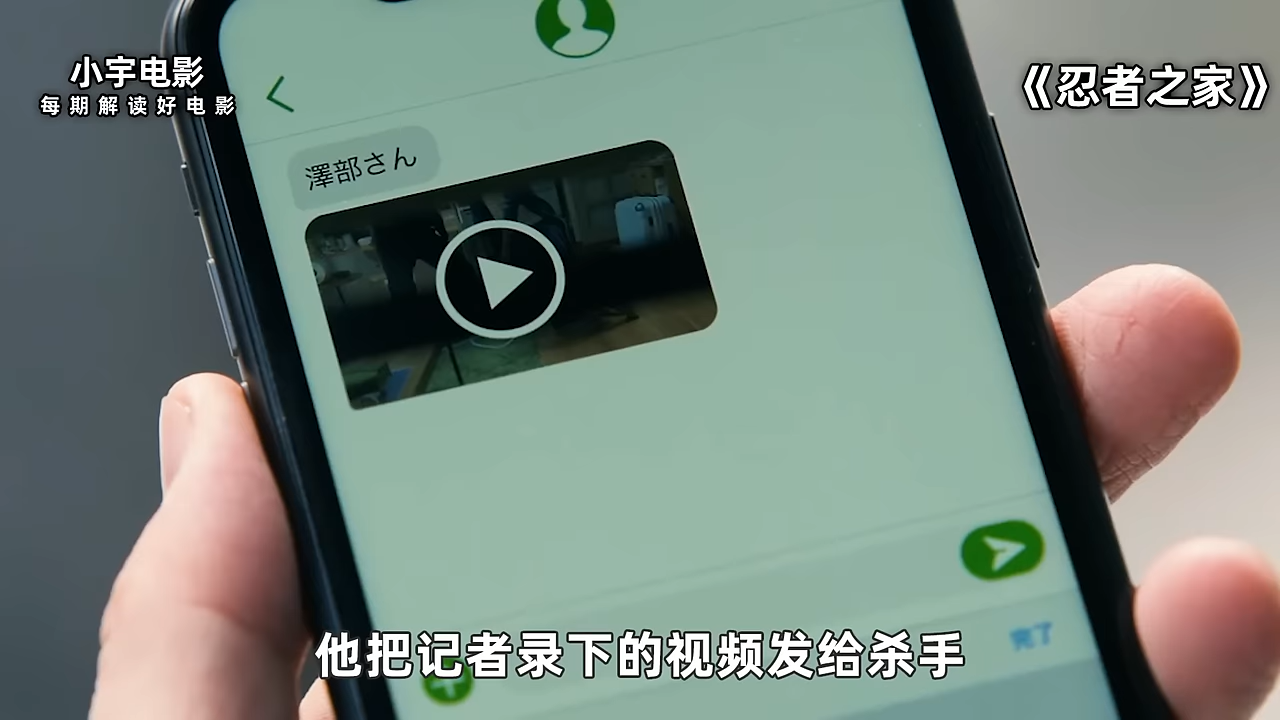 小宇电影
每期解读好电影
《忍者之家》
澤部さん
完了
他把记者录下的视频发给杀手